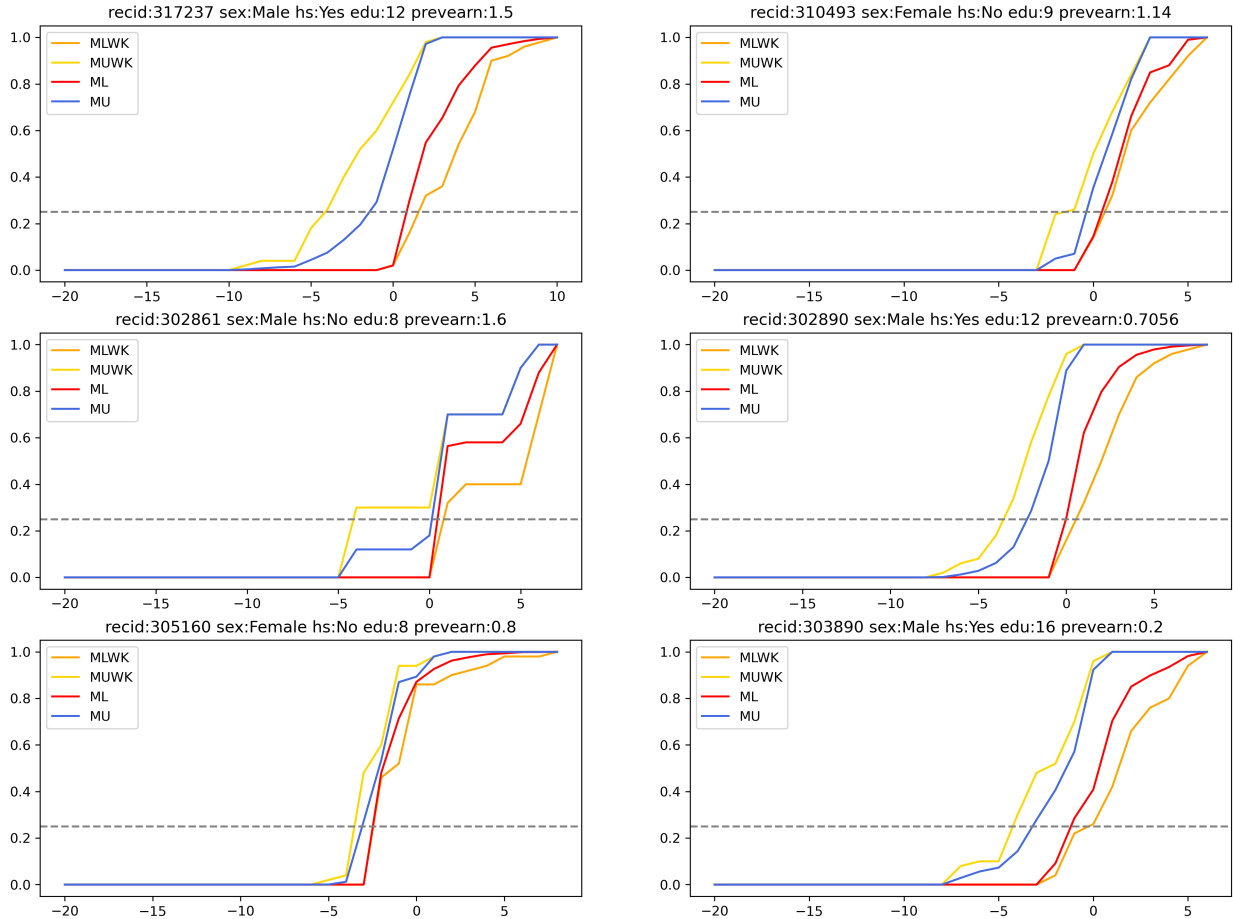 recid:317237 sex:Male hs:Yes edu:12 prevearn:1.5
1.0
0.8
0.6
0.4
0.2
0.0
MLWK
MUWK
ML
MU
−20 −15 −10 −5 0 5 10
recid:310493 sex:Female hs:No edu:9 prevearn:1.14
1.0
0.8
0.6
0.4
0.2
0.0
MLWK
MUWK
ML
MU
−20 −15 −10 −5 0 5
recid:302861 sex:Male hs:No edu:8 prevearn:1.6
1.0
0.8
0.6
0.4
0.2
0.0
MLWK
MUWK
ML
MU
−20 −15 −10 −5 0 5
recid:302890 sex:Male hs:Yes edu:12 prevearn:0.7056
1.0
0.8
0.6
0.4
0.2
0.0
MLWK
MUWK
ML
MU
−20 −15 −10 −5 0 5
recid:305160 sex:Female hs:No edu:8 prevearn:0.8
1.0
0.8
0.6
0.4
0.2
0.0
MLWK
MUWK
ML
MU
−20 −15 −10 −5 0 5
recid:303890 sex:Male hs:Yes edu:16 prevearn:0.2
1.0
0.8
0.6
0.4
0.2
0.0
MLWK
MUWK
ML
MU
−20 −15 −10 −5 0 5